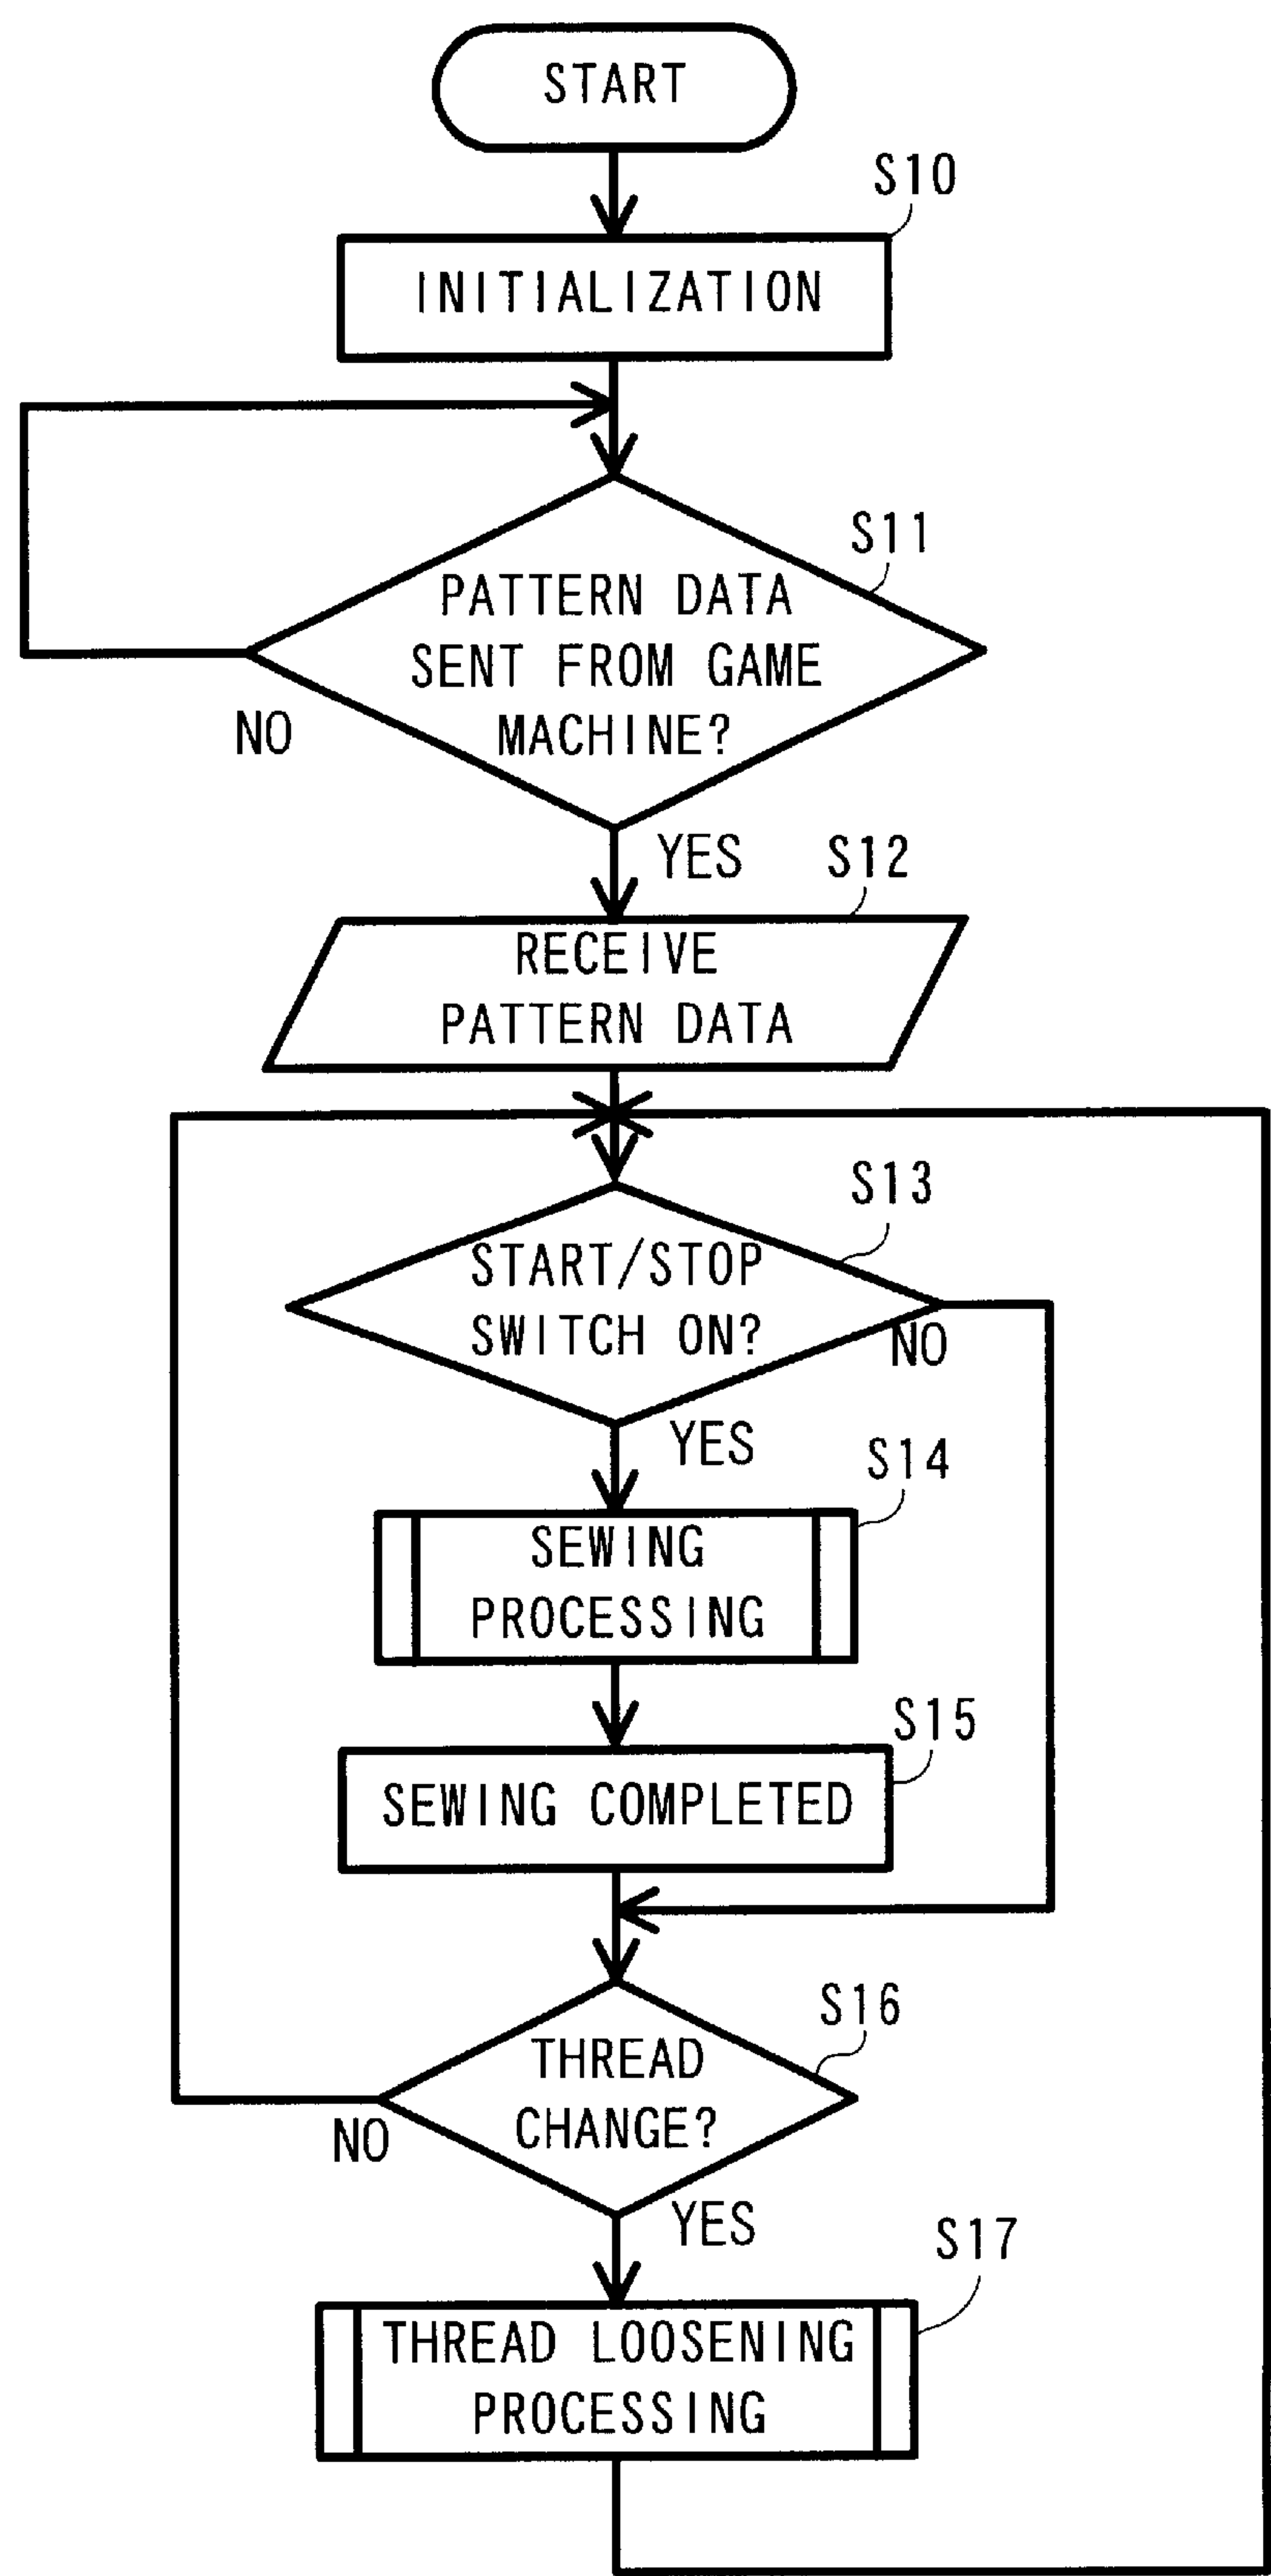 START
S10
INITIALIZATION
S11
PATTERN DATA
SENT FROM GAME
MACHINE?
NO
YES
S12
RECEIVE
PATTERN DATA
S13
START/STOP
SWITCH ON?
NO
YES
S14
SEWING
PROCESSING
S15
SEWING COMPLETED
S16
THREAD
CHANGE?
NO
YES
S17
THREAD LOOSENING
PROCESSING